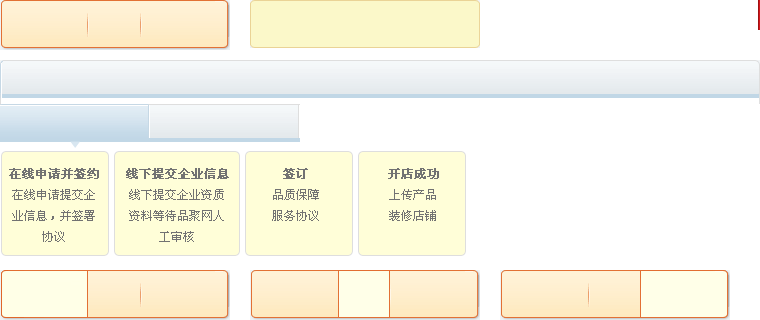 在线申请并签约
在线申请提交企
业信息，并签署
协议
线下提交企业信息
线下提交企业资质
资料等待品聚网人
工审核
签订
品质保障
服务协议
开店成功
上传产品
装修店铺